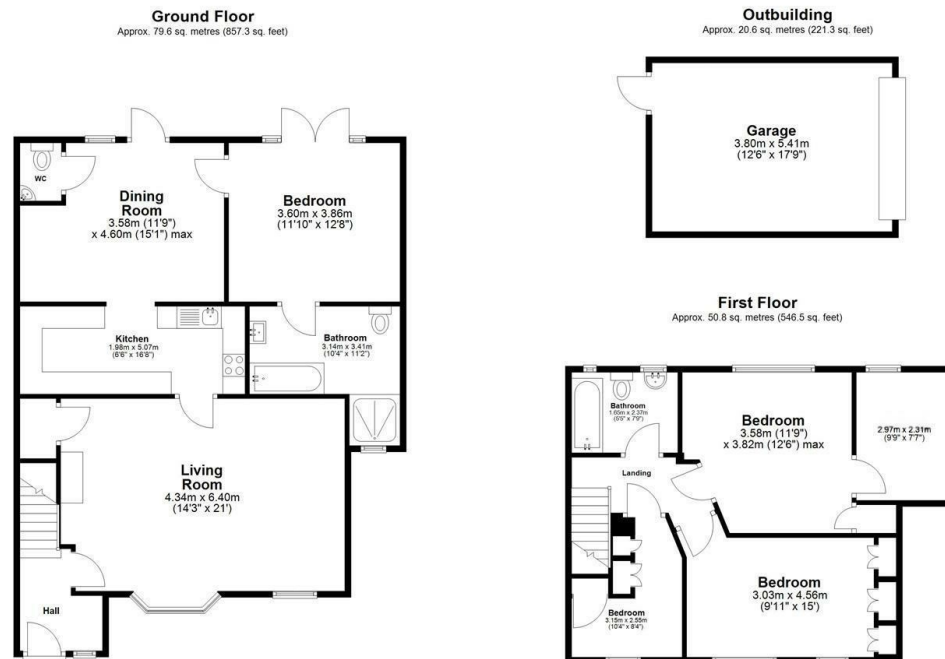 Ground Floor
Approx. 79.6 sq. metres (857.3 sq. feet)
WC
Dining
Room
3.58m (11'9")
x 4.60m (15'1") max
Bedroom
3.60m x 3.86m
(11'10" x 12'8")
Kitchen
1.98m x 5.07m
(6'6" x 16'8")
Bathroom
3.14m x 3.41m
(10'4" x 11'2")
Living
Room
4.34m x 6.40m
(14'3" x 21')
Hall
Outbuilding
Approx. 20.6 sq. metres (221.3 sq. feet)
Garage
3.80m x 5.41m
(12'6" x 17'9")
First Floor
Approx. 50.8 sq. metres (546.5 sq. feet)
Bathroom
1.65m x 2.37m
(5'5" x 7'9")
Bedroom
3.58m (11'9")
x 3.82m (12'6") max
2.97m x 2.31m
(9'9" x 7'7")
Landing
Bedroom
3.03m x 4.56m
(9'11" x 15')
Bedroom
3.15m x 2.55m
(10'4" x 8'4")